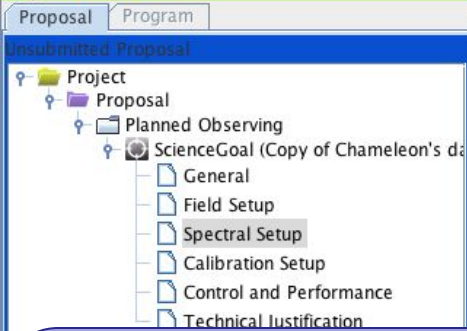 Proposal Program
Unsubmitted Proposal
Project
Proposal
Planned Observing
ScienceGoal (Copy of Chameleon's da
General
Field Setup
Spectral Setup
Calibration Setup
Control and Performance
Technical Justification